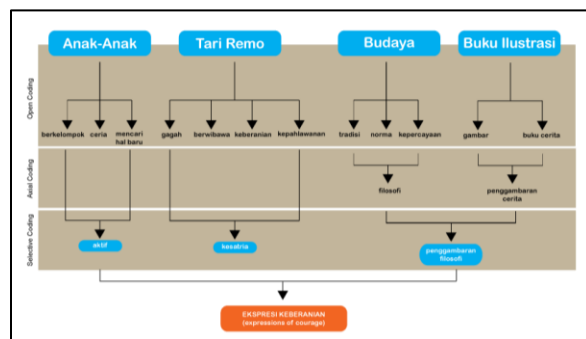 Anak-Anak
Tari Remo
Budaya
Buku Ilustrasi
Open Coding
berkelompok
ceria
mencari
hal baru
gagah
berwibawa
keberanian
kepahlawanan
tradisi
norma
kepercayaan
gambar
buku cerita
Axial Coding
filosofi
penggambaran
cerita
Selective Coding
aktif
kesatria
penggambaran
filosofi
EKSPRESI KEBERANIAN
(expressions of courage)